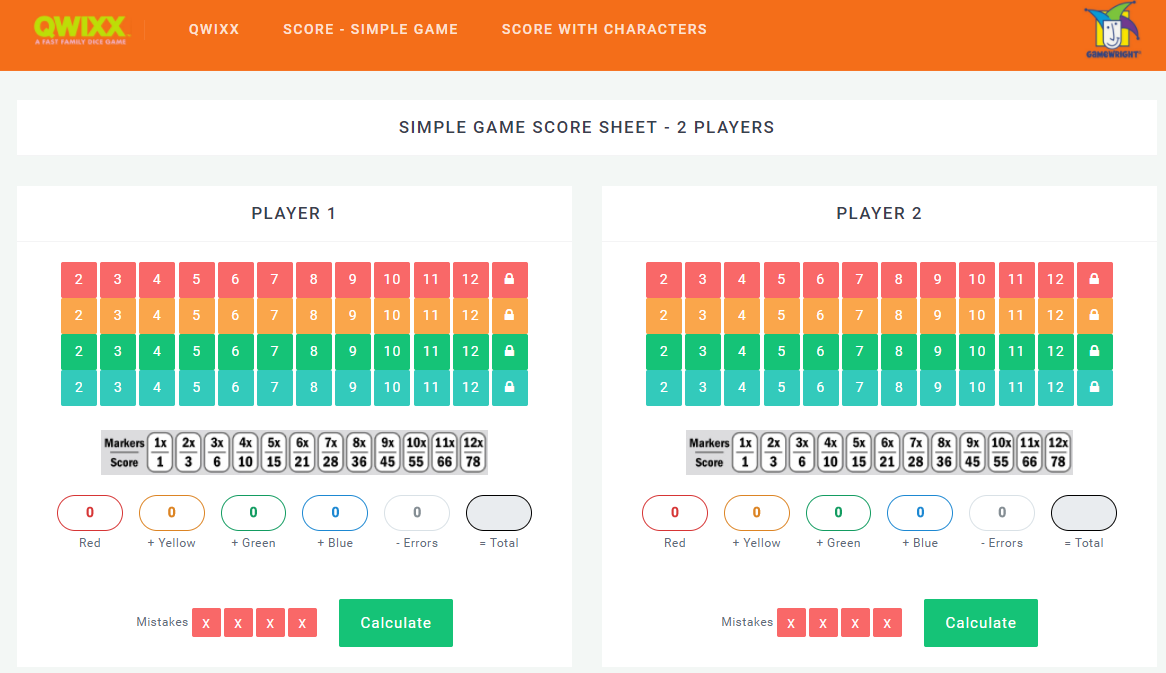 QWIXX
A FAST FAMILY DICE GAME
QWIXX SCORE - SIMPLE GAME SCORE WITH CHARACTERS
GAMEWRIGHT
SIMPLE GAME SCORE SHEET - 2 PLAYERS
PLAYER 1
2 3 4 5 6 7 8 9 10 11 12
2 3 4 5 6 7 8 9 10 11 12
2 3 4 5 6 7 8 9 10 11 12
2 3 4 5 6 7 8 9 10 11 12
Markers 1x 2x 3x 4x 5x 6x 7x 8x 9x 10x 11x 12x
Score 1 3 6 10 15 21 28 36 45 55 66 78
0 0 0 0 0
Red + Yellow + Green + Blue - Errors = Total
Mistakes x x x x Calculate
PLAYER 2
2 3 4 5 6 7 8 9 10 11 12
2 3 4 5 6 7 8 9 10 11 12
2 3 4 5 6 7 8 9 10 11 12
2 3 4 5 6 7 8 9 10 11 12
Markers 1x 2x 3x 4x 5x 6x 7x 8x 9x 10x 11x 12x
Score 1 3 6 10 15 21 28 36 45 55 66 78
0 0 0 0 0
Red + Yellow + Green + Blue - Errors = Total
Mistakes x x x x Calculate